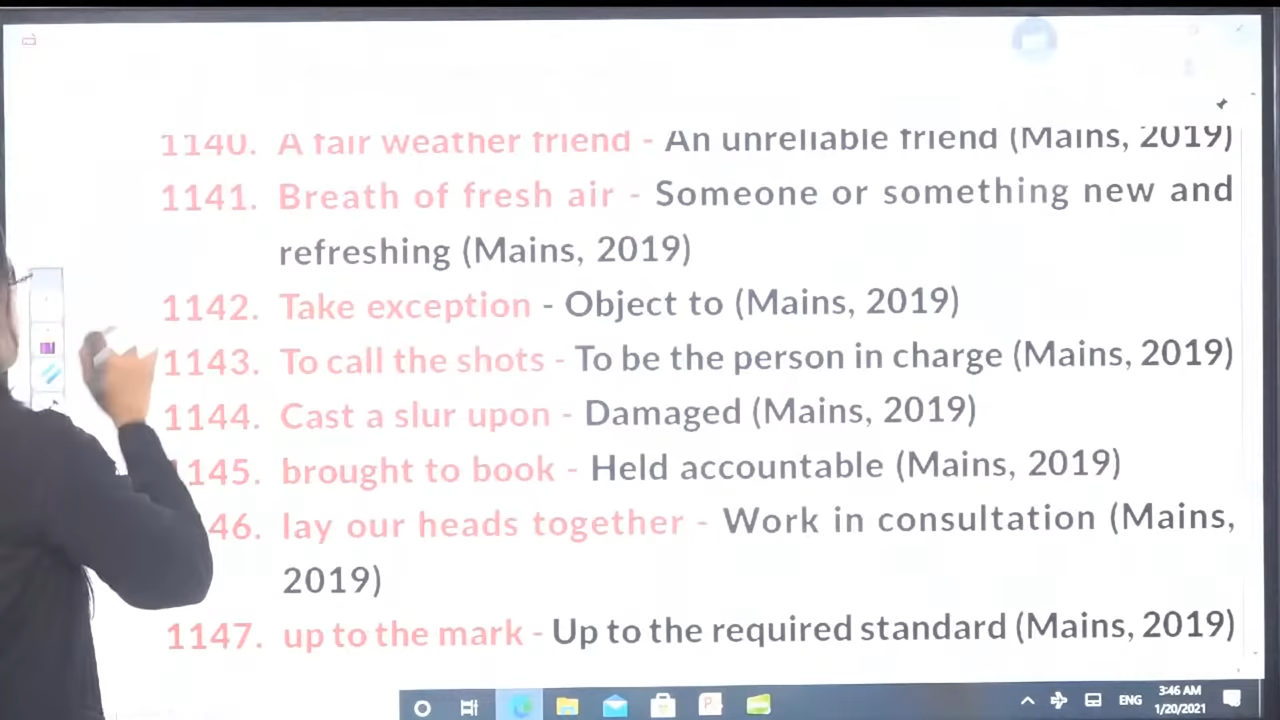 1140. A fair weather friend - An unreliable friend (Mains, 2019)
1141. Breath of fresh air - Someone or something new and
refreshing (Mains, 2019)
1142. Take exception - Object to (Mains, 2019)
1143. To call the shots - To be the person in charge (Mains, 2019)
1144. Cast a slur upon - Damaged (Mains, 2019)
1145. brought to book - Held accountable (Mains, 2019)
46. lay our heads together - Work in consultation (Mains,
2019)
1147. up to the mark - Up to the required standard (Mains, 2019)
ENG
3:46 AM
1/20/2021